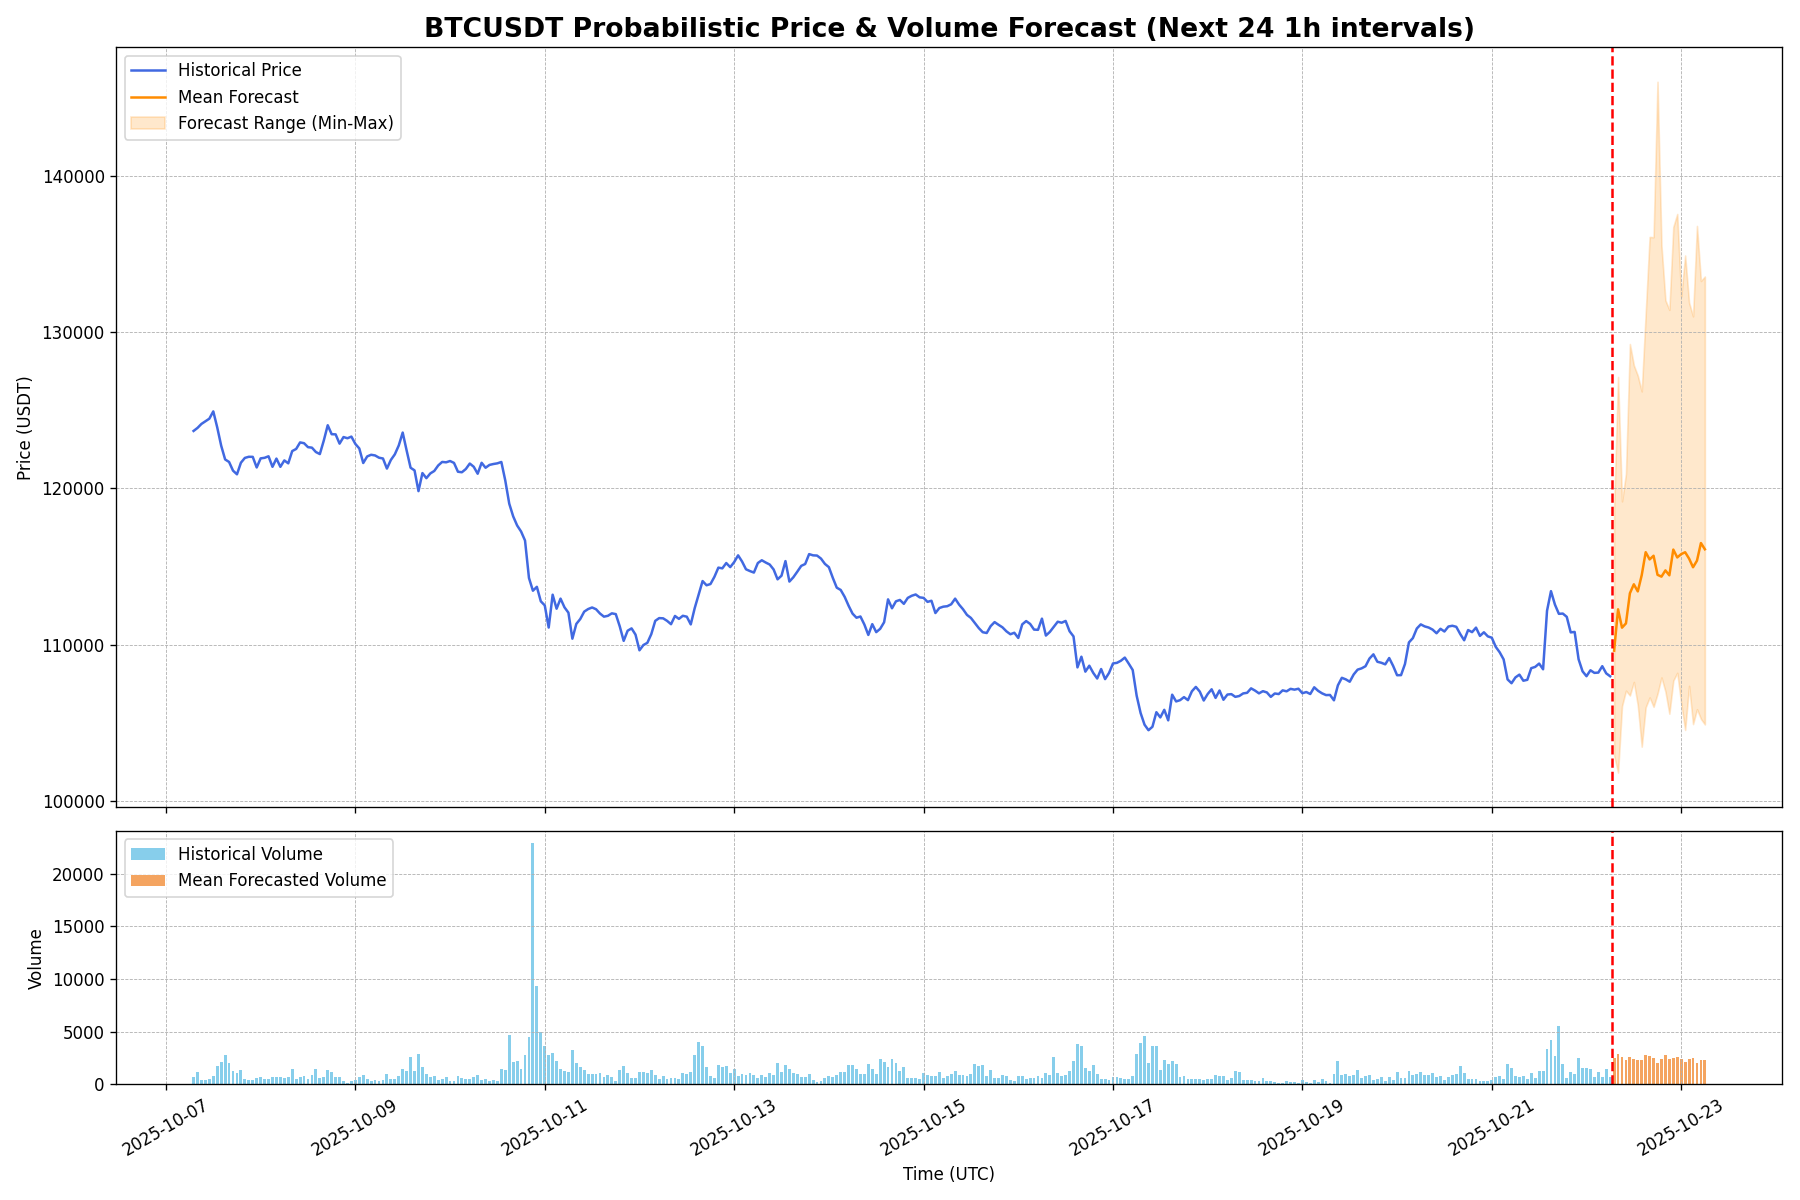 BTCUSDT Probabilistic Price & Volume Forecast (Next 24 1h intervals)
Historical Price
Mean Forecast
Forecast Range (Min-Max)
Price (USDT)
140000
130000
120000
110000
100000
Historical Volume
Mean Forecasted Volume
Volume
20000
15000
10000
5000
0
2025-10-07
2025-10-09
2025-10-11
2025-10-13
2025-10-15
2025-10-17
2025-10-19
2025-10-21
2025-10-23
Time (UTC)